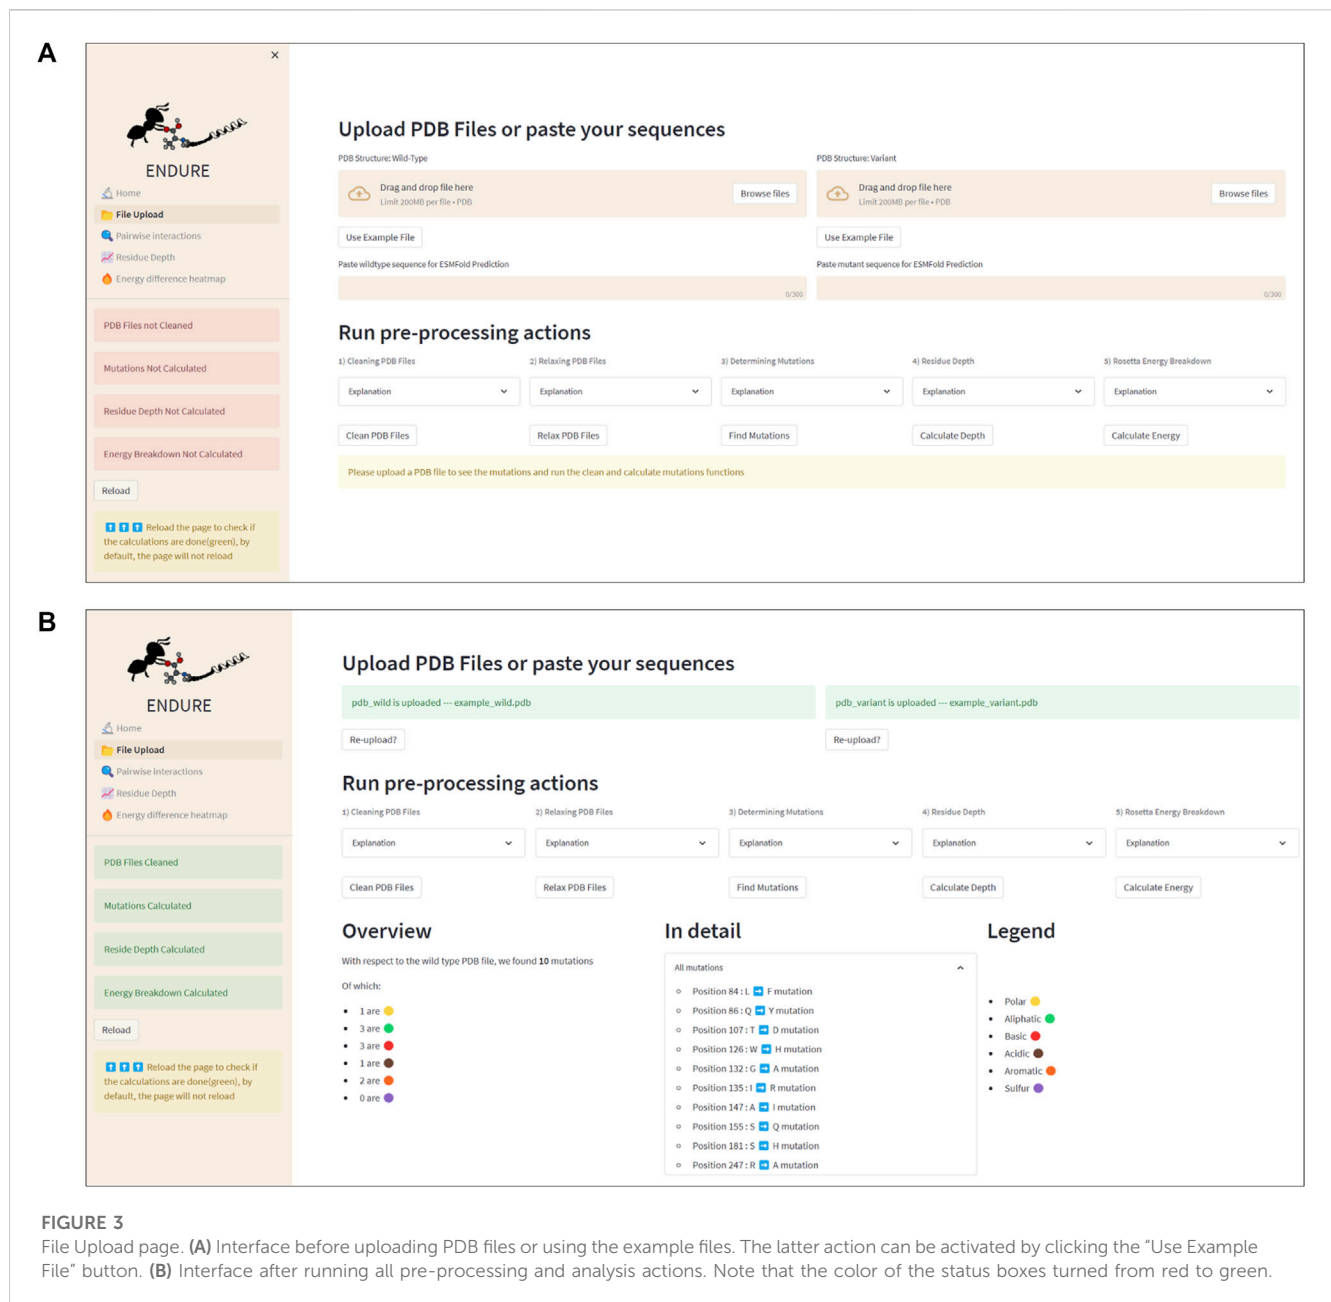 A
×
ENDURE
Home
File Upload
Pairwise interactions
Residue Depth
Energy difference heatmap
PDB Files not Cleaned
Mutations Not Calculated
Residue Depth Not Calculated
Energy Breakdown Not Calculated
Reload
Reload the page to check if
the calculations are done(green), by
default, the page will not reload
Upload PDB Files or paste your sequences
PDB Structure: Wild-Type
Drag and drop file here
Limit 200MB per file • PDB
Browse files
Use Example File
Paste wildtype sequence for ESMFold Prediction
0/300
PDB Structure: Variant
Drag and drop file here
Limit 200MB per file • PDB
Browse files
Use Example File
Paste mutant sequence for ESMFold Prediction
0/300
Run pre-processing actions
1) Cleaning PDB Files
Explanation
Clean PDB Files
2) Relaxing PDB Files
Explanation
Relax PDB Files
3) Determining Mutations
Explanation
Find Mutations
4) Residue Depth
Explanation
Calculate Depth
5) Rosetta Energy Breakdown
Explanation
Calculate Energy
Please upload a PDB file to see the mutations and run the clean and calculate mutations functions
B
ENDURE
Home
File Upload
Pairwise interactions
Residue Depth
Energy difference heatmap
PDB Files Cleaned
Mutations Calculated
Reside Depth Calculated
Energy Breakdown Calculated
Reload
Reload the page to check if
the calculations are done(green), by
default, the page will not reload
Upload PDB Files or paste your sequences
pdb_wild is uploaded --- example_wild.pdb
Re-upload?
pdb_variant is uploaded --- example_variant.pdb
Re-upload?
Run pre-processing actions
1) Cleaning PDB Files
Explanation
Clean PDB Files
2) Relaxing PDB Files
Explanation
Relax PDB Files
3) Determining Mutations
Explanation
Find Mutations
4) Residue Depth
Explanation
Calculate Depth
5) Rosetta Energy Breakdown
Explanation
Calculate Energy
Overview
With respect to the wild type PDB file, we found 10 mutations
Of which:
• 1 are
• 3 are
• 3 are
• 1 are
• 2 are
• 0 are
In detail
All mutations
Position 84 : L ➡ F mutation
Position 86 : Q ➡ Y mutation
Position 107 : T ➡ D mutation
Position 126 : W ➡ H mutation
Position 132 : G ➡ A mutation
Position 135 : I ➡ R mutation
Position 147 : A ➡ I mutation
Position 155 : S ➡ Q mutation
Position 181 : S ➡ H mutation
Position 247 : R ➡ A mutation
Legend
• Polar
• Aliphatic
• Basic
• Acidic
• Aromatic
• Sulfur
FIGURE 3
File Upload page. (A) Interface before uploading PDB files or using the example files. The latter action can be activated by clicking the "Use Example
File" button. (B) Interface after running all pre-processing and analysis actions. Note that the color of the status boxes turned from red to green.